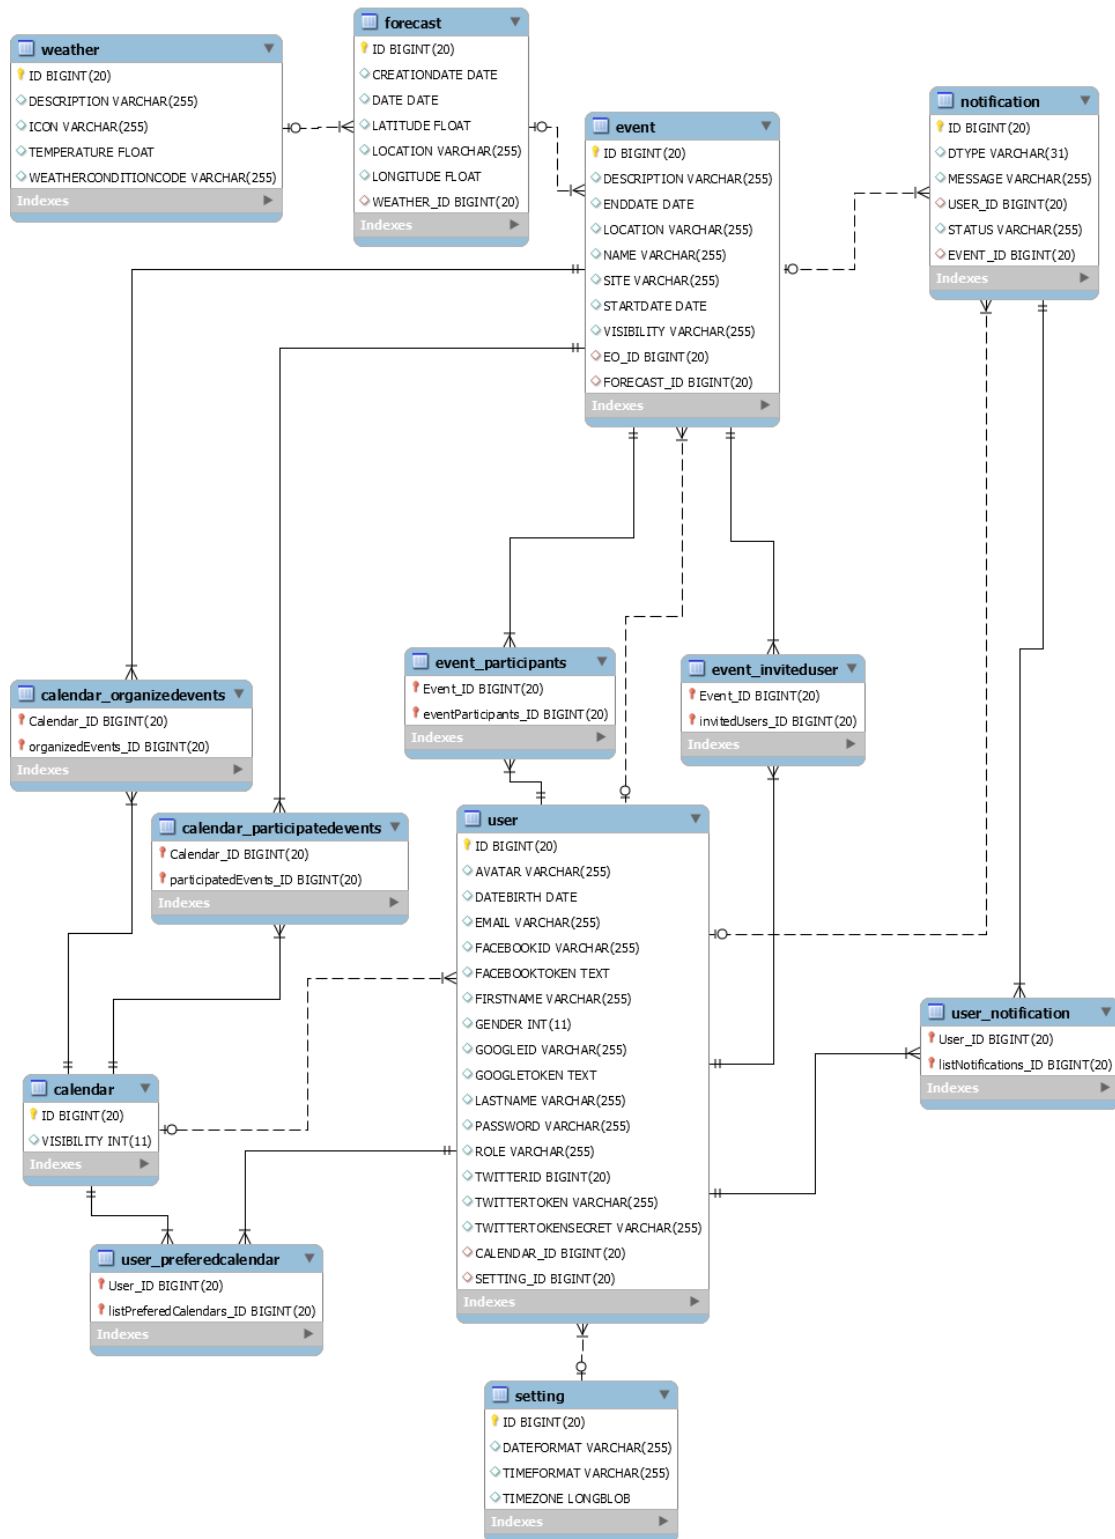 forecast
ID BIGINT(20)
CREATIONDATE DATE
DATE DATE
LATITUDE FLOAT
LOCATION VARCHAR(255)
LONGITUDE FLOAT
WEATHER_ID BIGINT(20)
Indexes
weather
ID BIGINT(20)
DESCRIPTION VARCHAR(255)
ICON VARCHAR(255)
TEMPERATURE FLOAT
WEATHERCONDITIONCODE VARCHAR(255)
Indexes
event
ID BIGINT(20)
DESCRIPTION VARCHAR(255)
ENDDATE DATE
LOCATION VARCHAR(255)
NAME VARCHAR(255)
SITE VARCHAR(255)
STARTDATE DATE
VISIBILITY VARCHAR(255)
EO_ID BIGINT(20)
FORECAST_ID BIGINT(20)
Indexes
notification
ID BIGINT(20)
DTYPE VARCHAR(31)
MESSAGE VARCHAR(255)
USER_ID BIGINT(20)
STATUS VARCHAR(255)
EVENT_ID BIGINT(20)
Indexes
event_participants
Event_ID BIGINT(20)
eventParticipants_ID BIGINT(20)
Indexes
event_inviteduser
Event_ID BIGINT(20)
invitedUsers_ID BIGINT(20)
Indexes
calendar_organizedevents
Calendar_ID BIGINT(20)
organizedEvents_ID BIGINT(20)
Indexes
calendar_participatedevents
Calendar_ID BIGINT(20)
participatedEvents_ID BIGINT(20)
Indexes
user
ID BIGINT(20)
AVATAR VARCHAR(255)
DATEBIRTH DATE
EMAIL VARCHAR(255)
FACEBOOKID VARCHAR(255)
FACEBOOKTOKEN TEXT
FIRSTNAME VARCHAR(255)
GENDER INT(11)
GOOGLEID VARCHAR(255)
GOOGLETOKEN TEXT
LASTNAME VARCHAR(255)
PASSWORD VARCHAR(255)
ROLE VARCHAR(255)
TWITTERID BIGINT(20)
TWITTERTOKEN VARCHAR(255)
TWITTERTOKENSECRET VARCHAR(255)
CALENDAR_ID BIGINT(20)
SETTING_ID BIGINT(20)
Indexes
user_notification
User_ID BIGINT(20)
listNotifications_ID BIGINT(20)
Indexes
calendar
ID BIGINT(20)
VISIBILITY INT(11)
Indexes
user_preferedcalendar
User_ID BIGINT(20)
listPreferedCalendars_ID BIGINT(20)
Indexes
setting
ID BIGINT(20)
DATEFORMAT VARCHAR(255)
TIMEFORMAT VARCHAR(255)
TIMEZONE LONGBLOB
Indexes